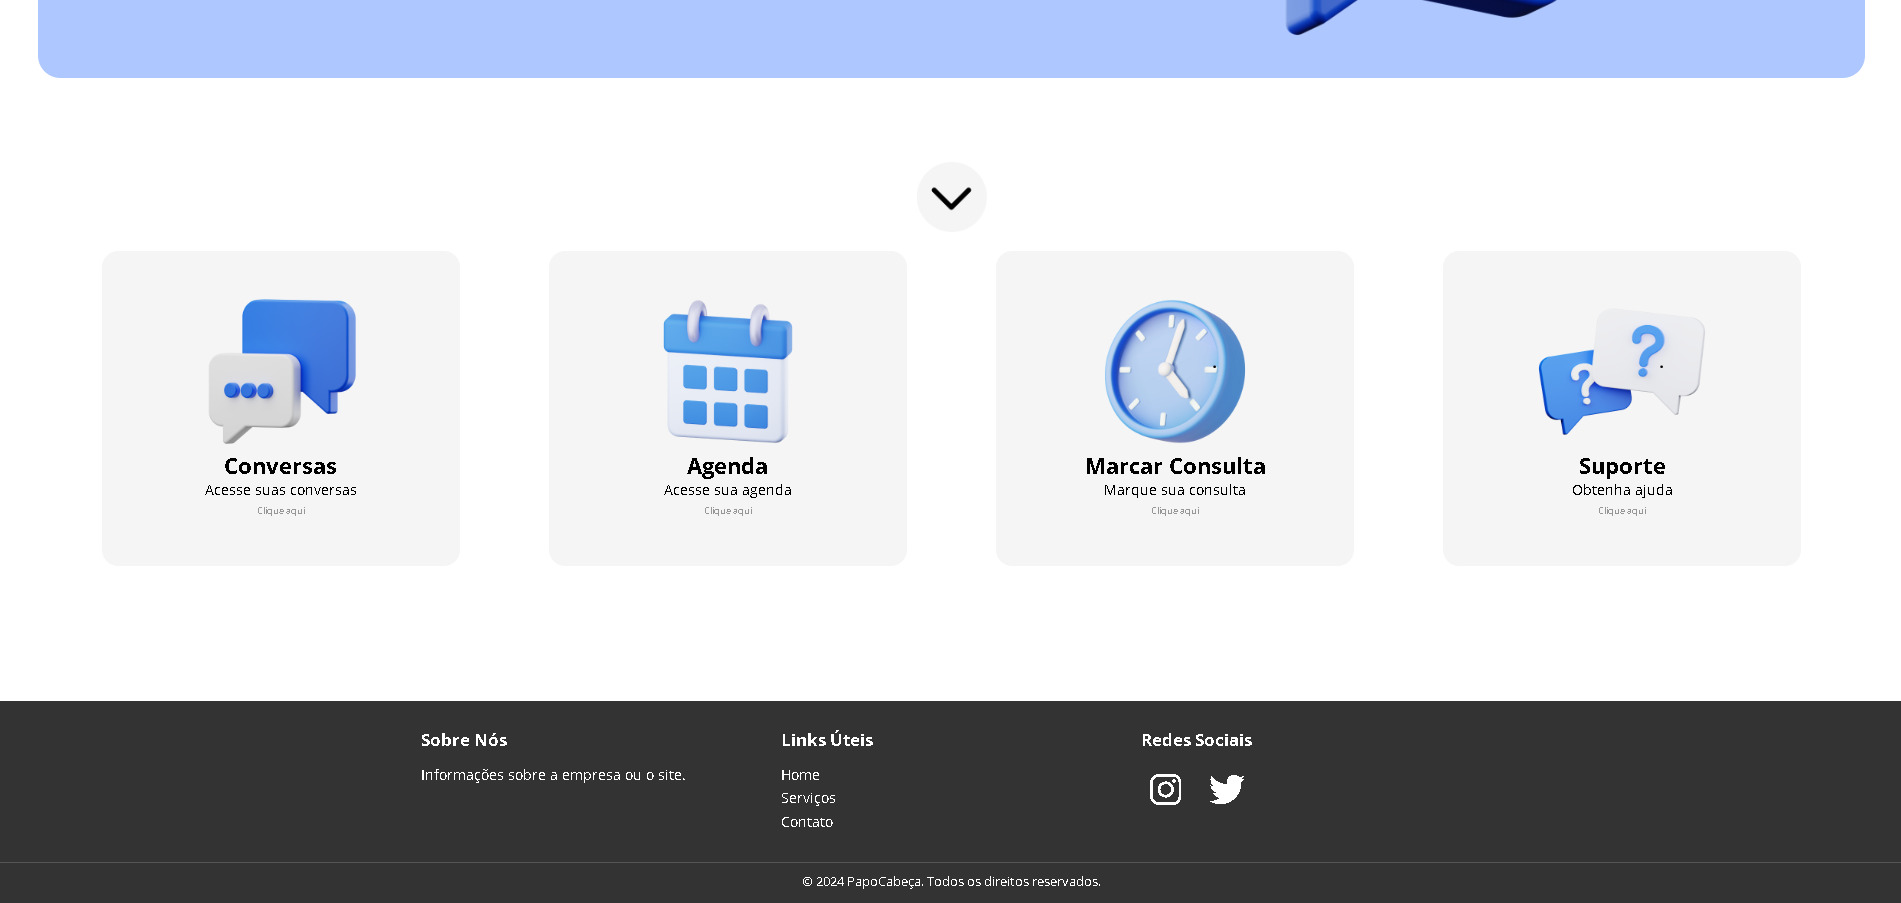 Conversas
Acesse suas conversas
Clique aqui
Agenda
Acesse sua agenda
Clique aqui
Marcar Consulta
Marque sua consulta
Clique aqui
Suporte
Obtenha ajuda
Clique aqui
Sobre Nós
Informações sobre a empresa ou o site.
Links Úteis
Home
Serviços
Contato
Redes Sociais
© 2024 PapoCabeça. Todos os direitos reservados.